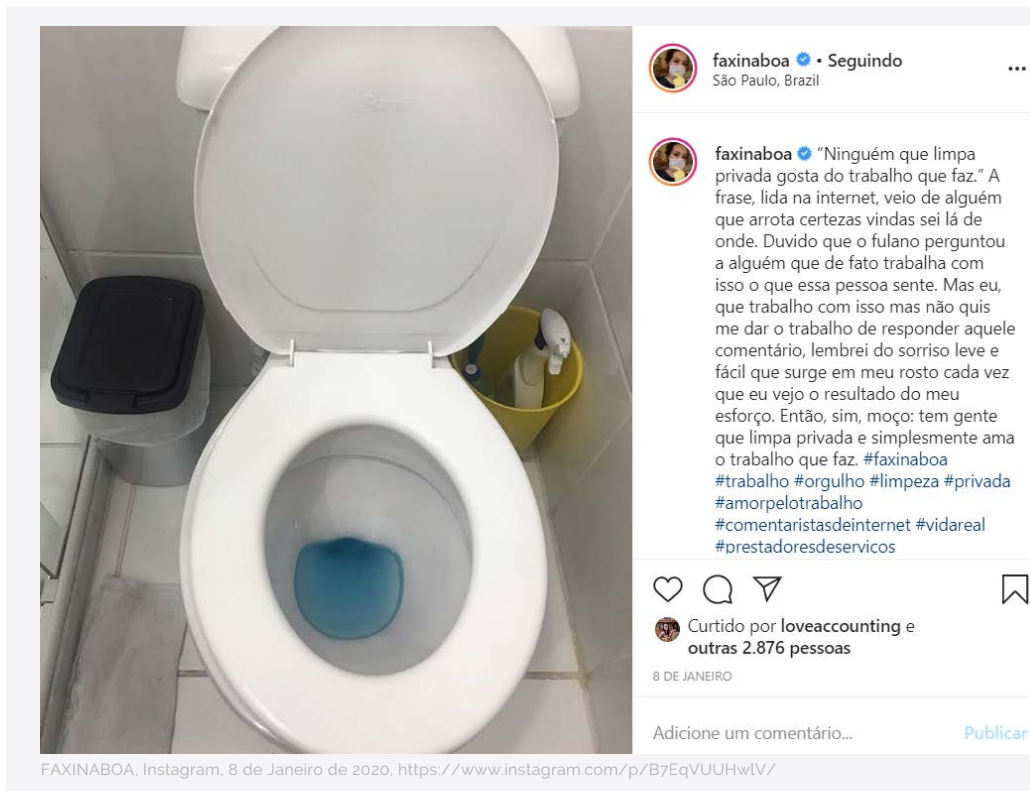 faxinaboa • Seguindo
São Paulo, Brazil
faxinaboa "Ninguém que limpa
privada gosta do trabalho que faz." A
frase, lida na internet, veio de alguém
que arrota certezas vindas sei lá de
onde. Duvido que o fulano perguntou
a alguém que de fato trabalha com
isso o que essa pessoa sente. Mas eu,
que trabalho com isso mas não quis
me dar o trabalho de responder aquele
comentário, lembrei do sorriso leve e
fácil que surge em meu rosto cada vez
que eu vejo o resultado do meu
esforço. Então, sim, moço: tem gente
que limpa privada e simplesmente ama
o trabalho que faz. #faxinaboa
#trabalho #orgulho #limpeza #privada
#amorpelotrabalho
#comentaristasdeinternet #vidareal
#prestadoresdeservicos
Curtido por loveaccounting e
outras 2.876 pessoas
8 DE JANEIRO
Adicione um comentário... Publicar
FAXINABOA, Instagram, 8 de Janeiro de 2020, https://www.instagram.com/p/B7EqVUUHwlV/